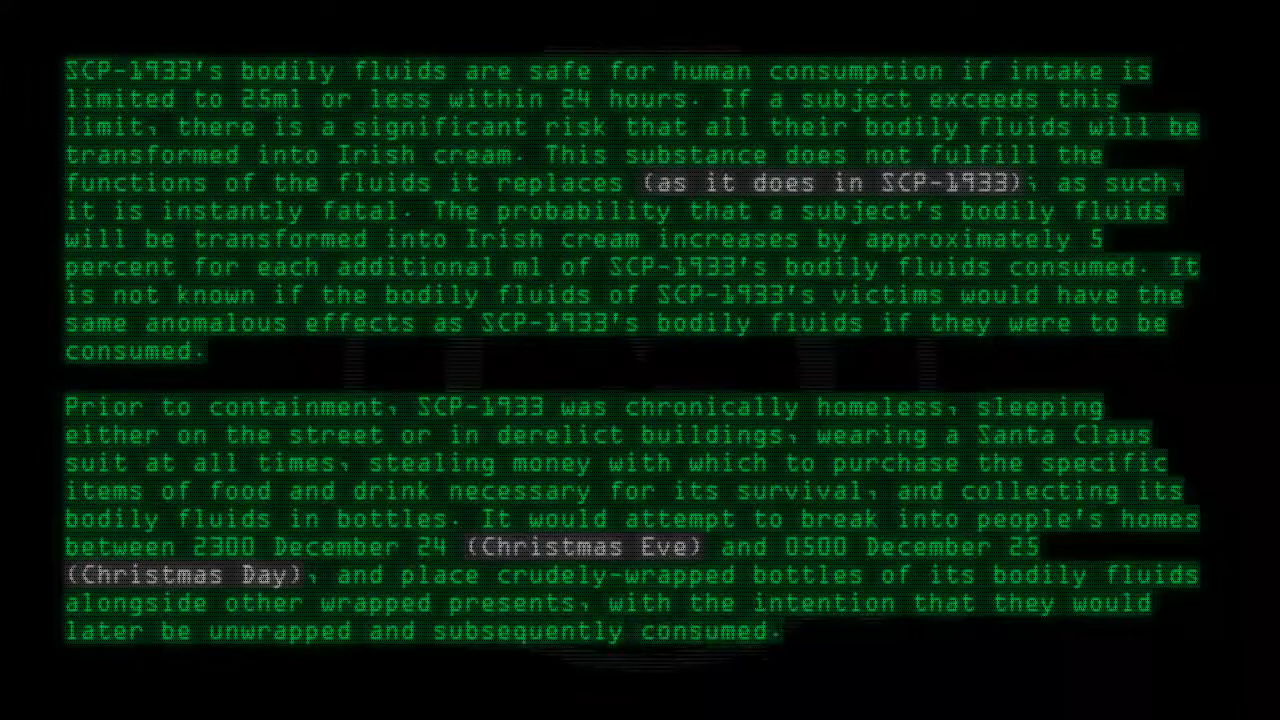 SCP-1933's bodily fluids are safe for human consumption if intake is
limited to 25ml or less within 24 hours. If a subject exceeds this
limit, there is a significant risk that all their bodily fluids will be
transformed into Irish cream. This substance does not fulfill the
functions of the fluids it replaces (as it does in SCP-1933), as such,
it is instantly fatal. The probability that a subject's bodily fluids
will be transformed into Irish cream increases by approximately 5
percent for each additional ml of SCP-1933's bodily fluids consumed. It
is not known if the bodily fluids of SCP-1933's victims would have the
same anomalous effects as SCP-1933's bodily fluids if they were to be
consumed.
Prior to containment, SCP-1933 was chronically homeless, sleeping
either on the street or in derelict buildings, wearing a Santa Claus
suit at all times, stealing money with which to purchase the specific
items of food and drink necessary for its survival, and collecting its
bodily fluids in bottles. It would attempt to break into people's homes
between 2300 December 24 (Christmas Eve) and 0500 December 25
(Christmas Day), and place crudely-wrapped bottles of its bodily fluids
alongside other wrapped presents, with the intention that they would
later be unwrapped and subsequently consumed.